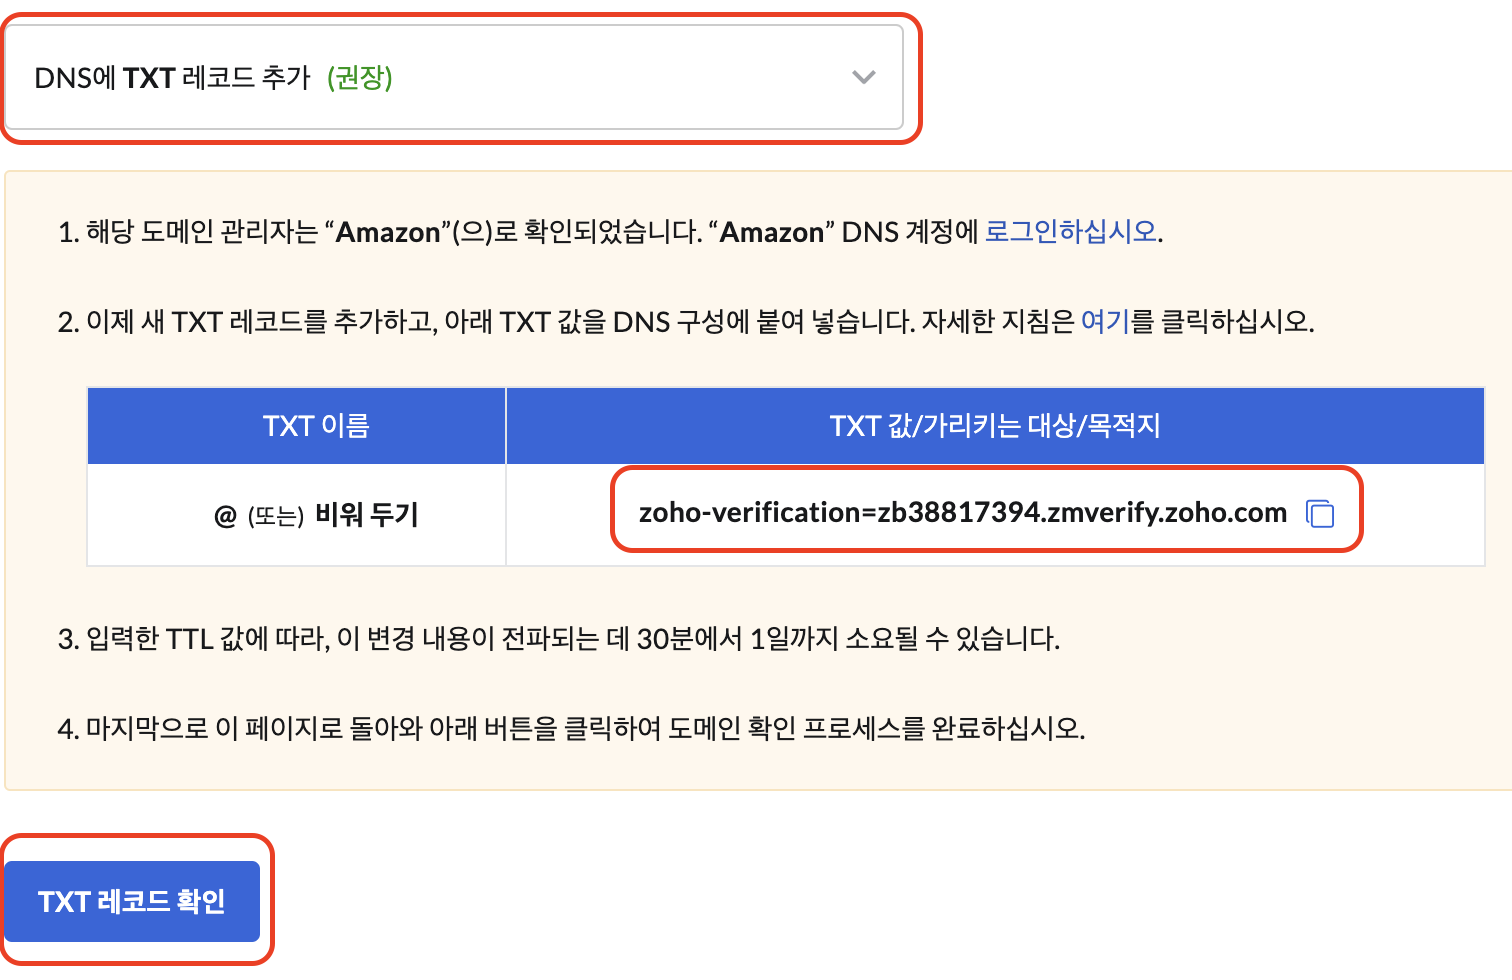 DNS에 TXT 레코드 추가 (권장)
1. 해당 도메인 관리자는 “Amazon”(으)로 확인되었습니다. “Amazon” DNS 계정에 로그인하십시오.
2. 이제 새 TXT 레코드를 추가하고, 아래 TXT 값을 DNS 구성에 붙여 넣습니다. 자세한 지침은 여기를 클릭하십시오.
TXT 이름
TXT 값/가리키는 대상/목적지
@ (또는) 비워 두기
zoho-verification=zb38817394.zmverify.zoho.com
3. 입력한 TTL 값에 따라, 이 변경 내용이 전파되는 데 30분에서 1일까지 소요될 수 있습니다.
4. 마지막으로 이 페이지로 돌아와 아래 버튼을 클릭하여 도메인 확인 프로세스를 완료하십시오.
TXT 레코드 확인